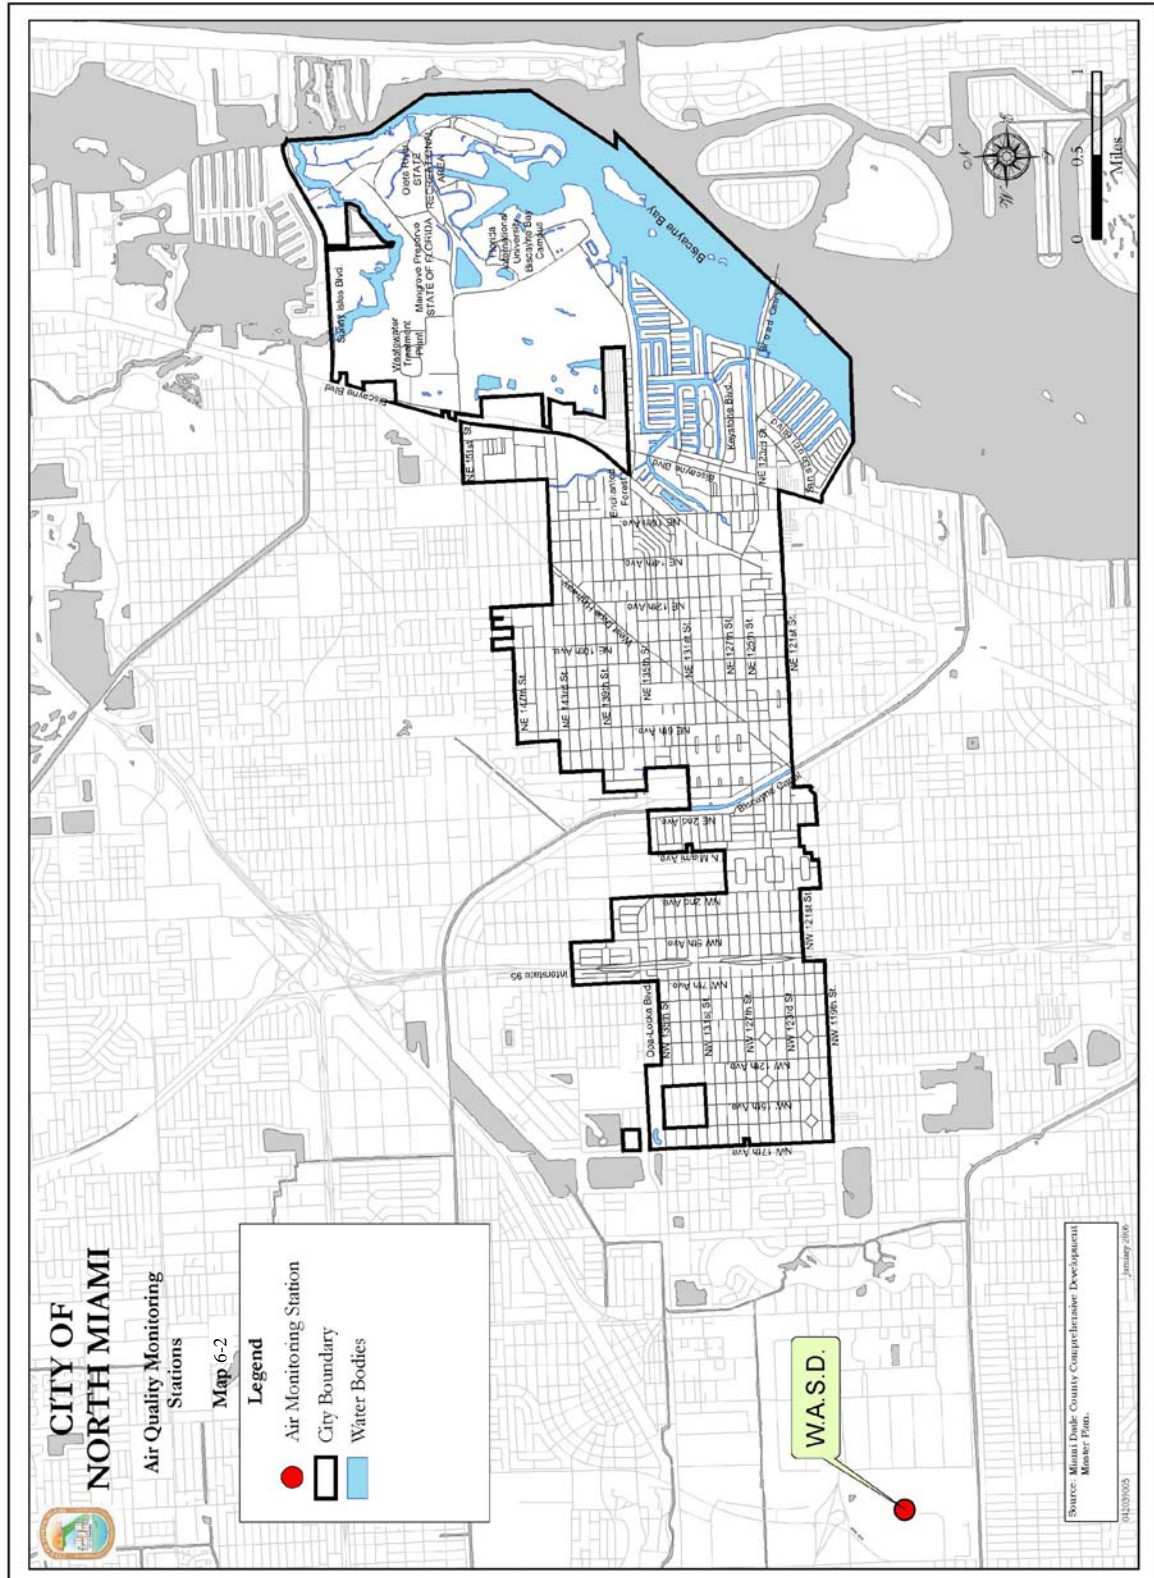 CITY OF
NORTH MIAMI
Air Quality Monitoring
Stations
Map 6-2
Legend
Air Monitoring Station
City Boundary
Water Bodies
W.A.S.D.
Source: Miami Dade County Comprehensive Development
Master Plan.
042039005
January 2006
0
0.5
1
Miles
Sunny Isles Blvd.
Oleta River
STATE
RECREATIONAL
AREA
Mangrove Preserve
STATE OF FLORIDA
Wastewater
Treatment
Plant
Florida
International
University
Biscayne Bay
Campus
Biscayne Bay
Biscayne Blvd
NE 151st St.
Enchanted
Forest
Biscayne Blvd
Keystone Blvd.
Broad Causeway
NE 123rd St.
NE 16th Ave.
NE 14th Ave.
NE 12th Ave.
West Dixie Highway
NE 10th Ave.
NE 147th St.
NE 143rd St.
NE 139th St.
NE 135th St.
NE 131st St.
NE 127th St.
NE 125th St.
NE 121st St.
NE 6th Ave.
Biscayne Canal
NE 2nd Ave.
N. Miami Ave.
NW 2nd Ave.
NW 5th Ave.
NW 121st St.
Interstate 95
NW 7th Ave.
Opa-Locka Blvd.
NW 135th St.
NW 131st St.
NW 127th St.
NW 123rd St.
NW 119th St.
NW 12th Ave.
NW 15th Ave.
NW 17th Ave.